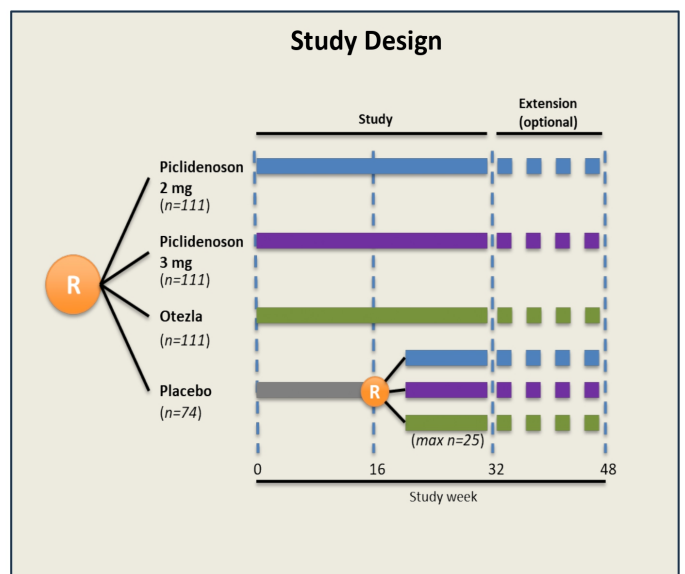 Study Design
Study
Extension
(optional)
Piclidenoson
2 mg
(n=111)
Piclidenoson
3 mg
(n=111)
R
Otezla
(n=111)
Placebo
(n=74)
R
(max n=25)
0 16 32 48
Study week